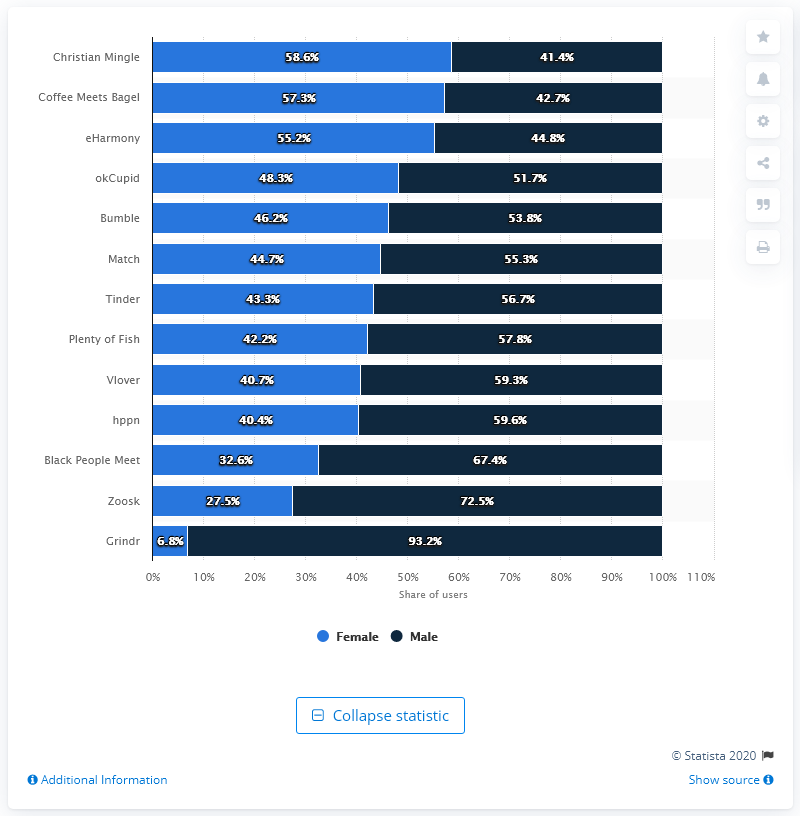 Christian Mingle 58.6% 41.4%
Coffee Meets Bagel 57.3% 42.7%
eHarmony 55.2% 44.8%
okCupid 48.3% 51.7%
Bumble 46.2% 53.8%
Match 44.7% 55.3%
Tinder 43.3% 56.7%
Plenty of Fish 42.2% 57.8%
Vlover 40.7% 59.3%
hppn 40.4% 59.6%
Black People Meet 32.6% 67.4%
Zoosk 27.5% 72.5%
Grindr 6.8% 93.2%
0% 10% 20% 30% 40% 50% 60% 70% 80% 90% 100% 110%
Share of users
Female Male
Collapse statistic
© Statista 2020
Additional Information Show source